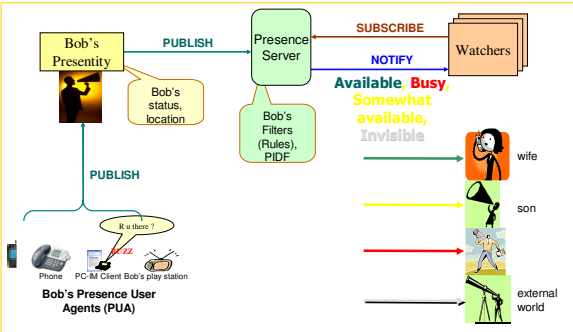 Bob's
Presentity
PUBLISH
Presence
Server
SUBSCRIBE
NOTIFY
Watchers
Bob's
status,
location
Bob's
Filters
(Rules),
PIDF
Available, Busy,
Somewhat
available,
Invisible
PUBLISH
R u there ?
BUZZ
Phone
PC-IM Client
Bob's play station
Bob's Presence User
Agents (PUA)
wife
son
external
world